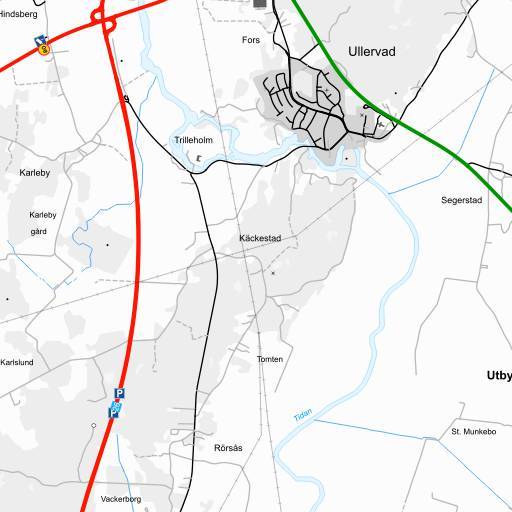 Hindsberg
Fors
Ullervad
Trilleholm
Karleby
Karleby
gård
Segerstad
Käckestad
Karlslund
Tomten
Utby
P
P
Tidan
St. Munkebo
Rörsås
Vackerborg